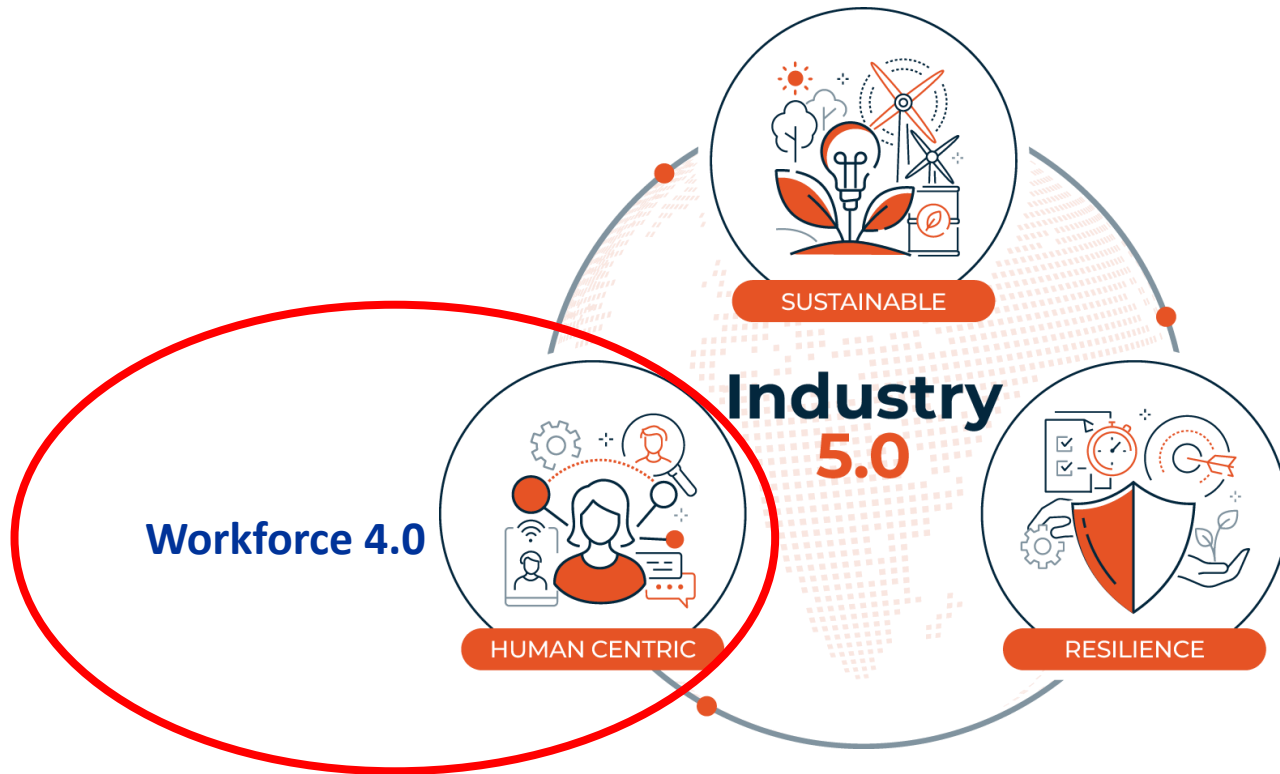 SUSTAINABLE
Industry
5.0
Workforce 4.0
HUMAN CENTRIC
RESILIENCE